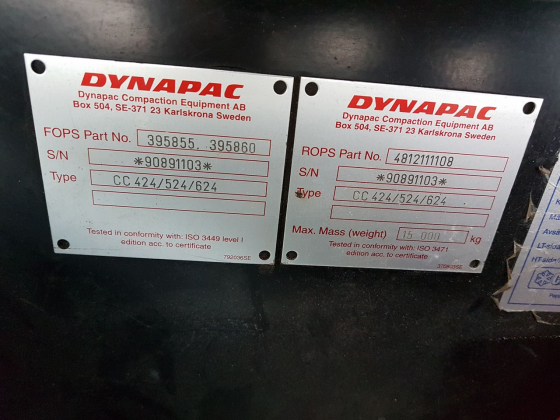 DYNAPAC
Dynapac Compaction Equipment AB
Box 504, SE-371 23 Karlskrona Sweden
FOPS Part No. 395855, 395860
S/N *90891103*
Type CC 424/524/624
Tested in conformity with: ISO 3449 level I
edition acc. to certificate
DYNAPAC
Dynapac Compaction Equipment AB
Box 504, SE-371 23 Karlskrona Sweden
ROPS Part No. 4812111108
S/N *90891103*
Type CC 424/524/624
Max. Mass (weight) 15 000 kg
Tested in conformity with: ISO 3471
edition acc. to certificate